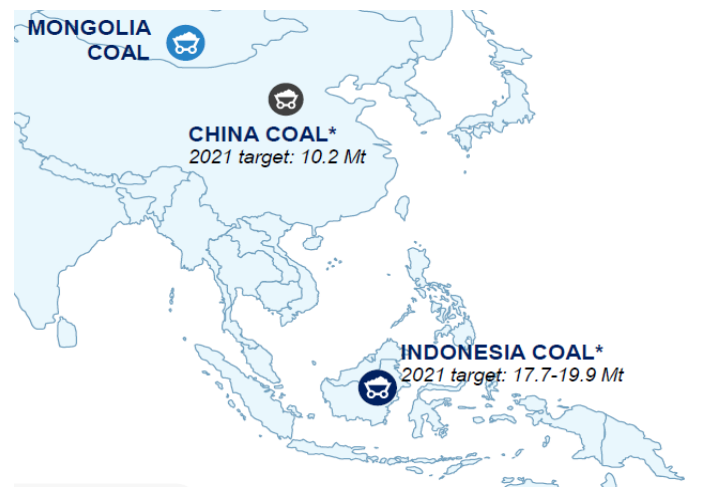 MONGOLIA
COAL
CHINA COAL*
2021 target: 10.2 Mt
INDONESIA COAL*
2021 target: 17.7-19.9 Mt